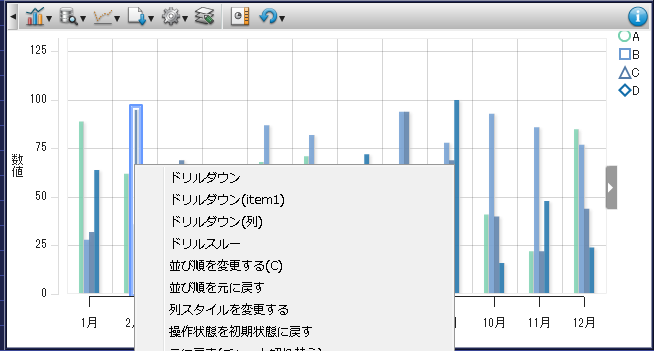 A
B
C
D
125
100
75
50
25
0
数値
ドリルダウン
ドリルダウン(item1)
ドリルダウン(列)
ドリルスルー
並び順を変更する(C)
並び順を元に戻す
列スタイルを変更する
操作状態を初期状態に戻す
1月
10月
11月
12月